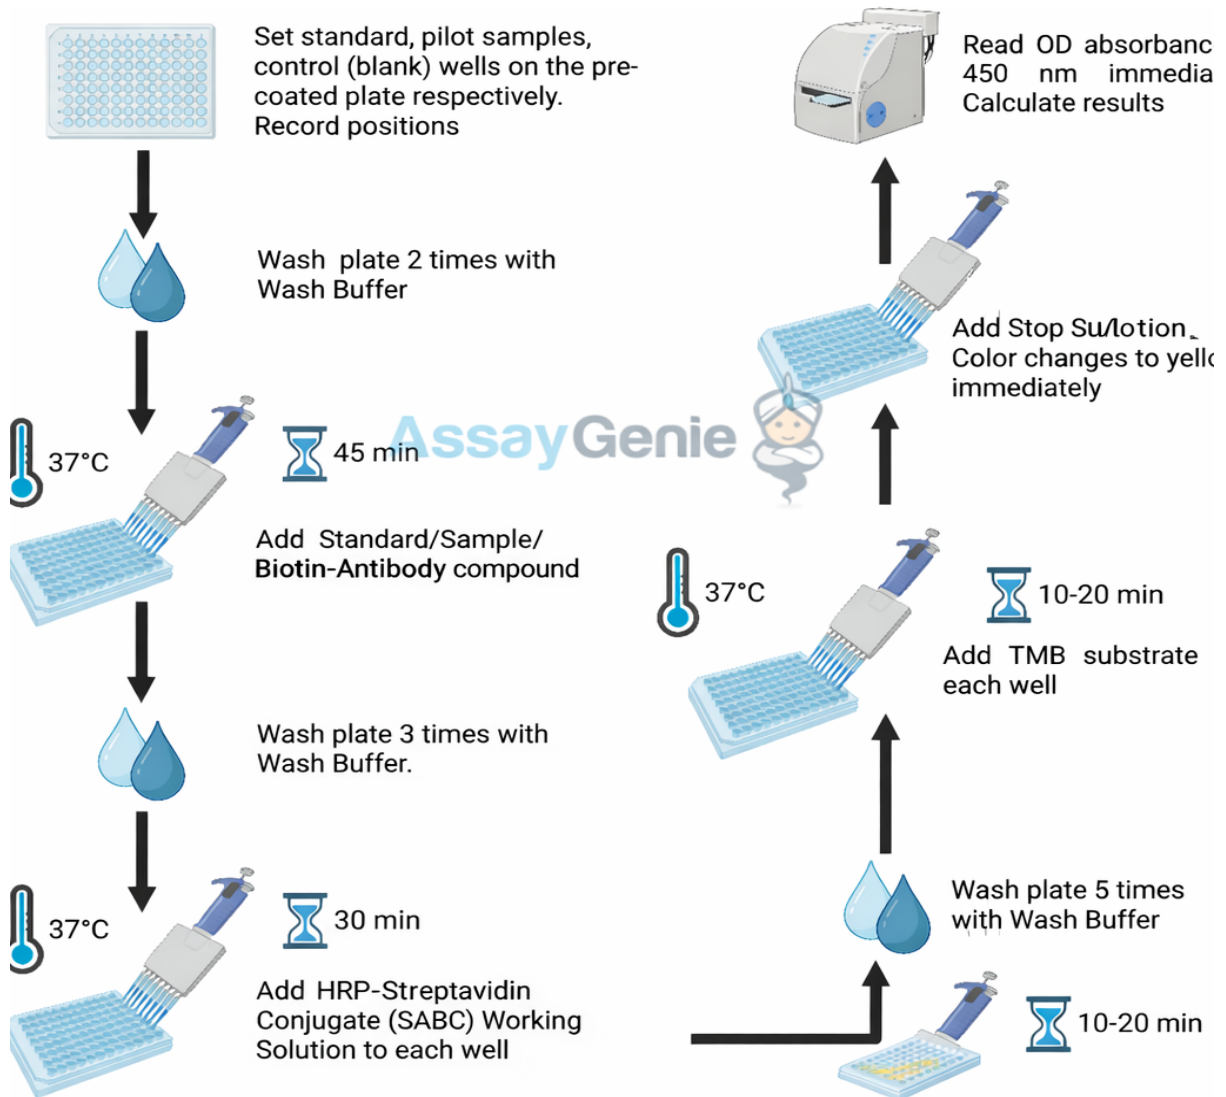 Set standard, pilot samples,
control (blank) wells on the pre-
coated plate respectively.
Record positions
Wash plate 2 times with
Wash Buffer
37°C
45 min
Add Standard/Sample/
Biotin-Antibody compound
Wash plate 3 times with
Wash Buffer.
37°C
30 min
Add HRP-Streptavidin
Conjugate (SABC) Working
Solution to each well
10-20 min
Wash plate 5 times
with Wash Buffer
37°C
10-20 min
Add TMB substrate
each well
Add Stop Su/lotion
Color changes to yello
immediately
Read OD absorbanc
450 nm immedia
Calculate results
AssayGenie